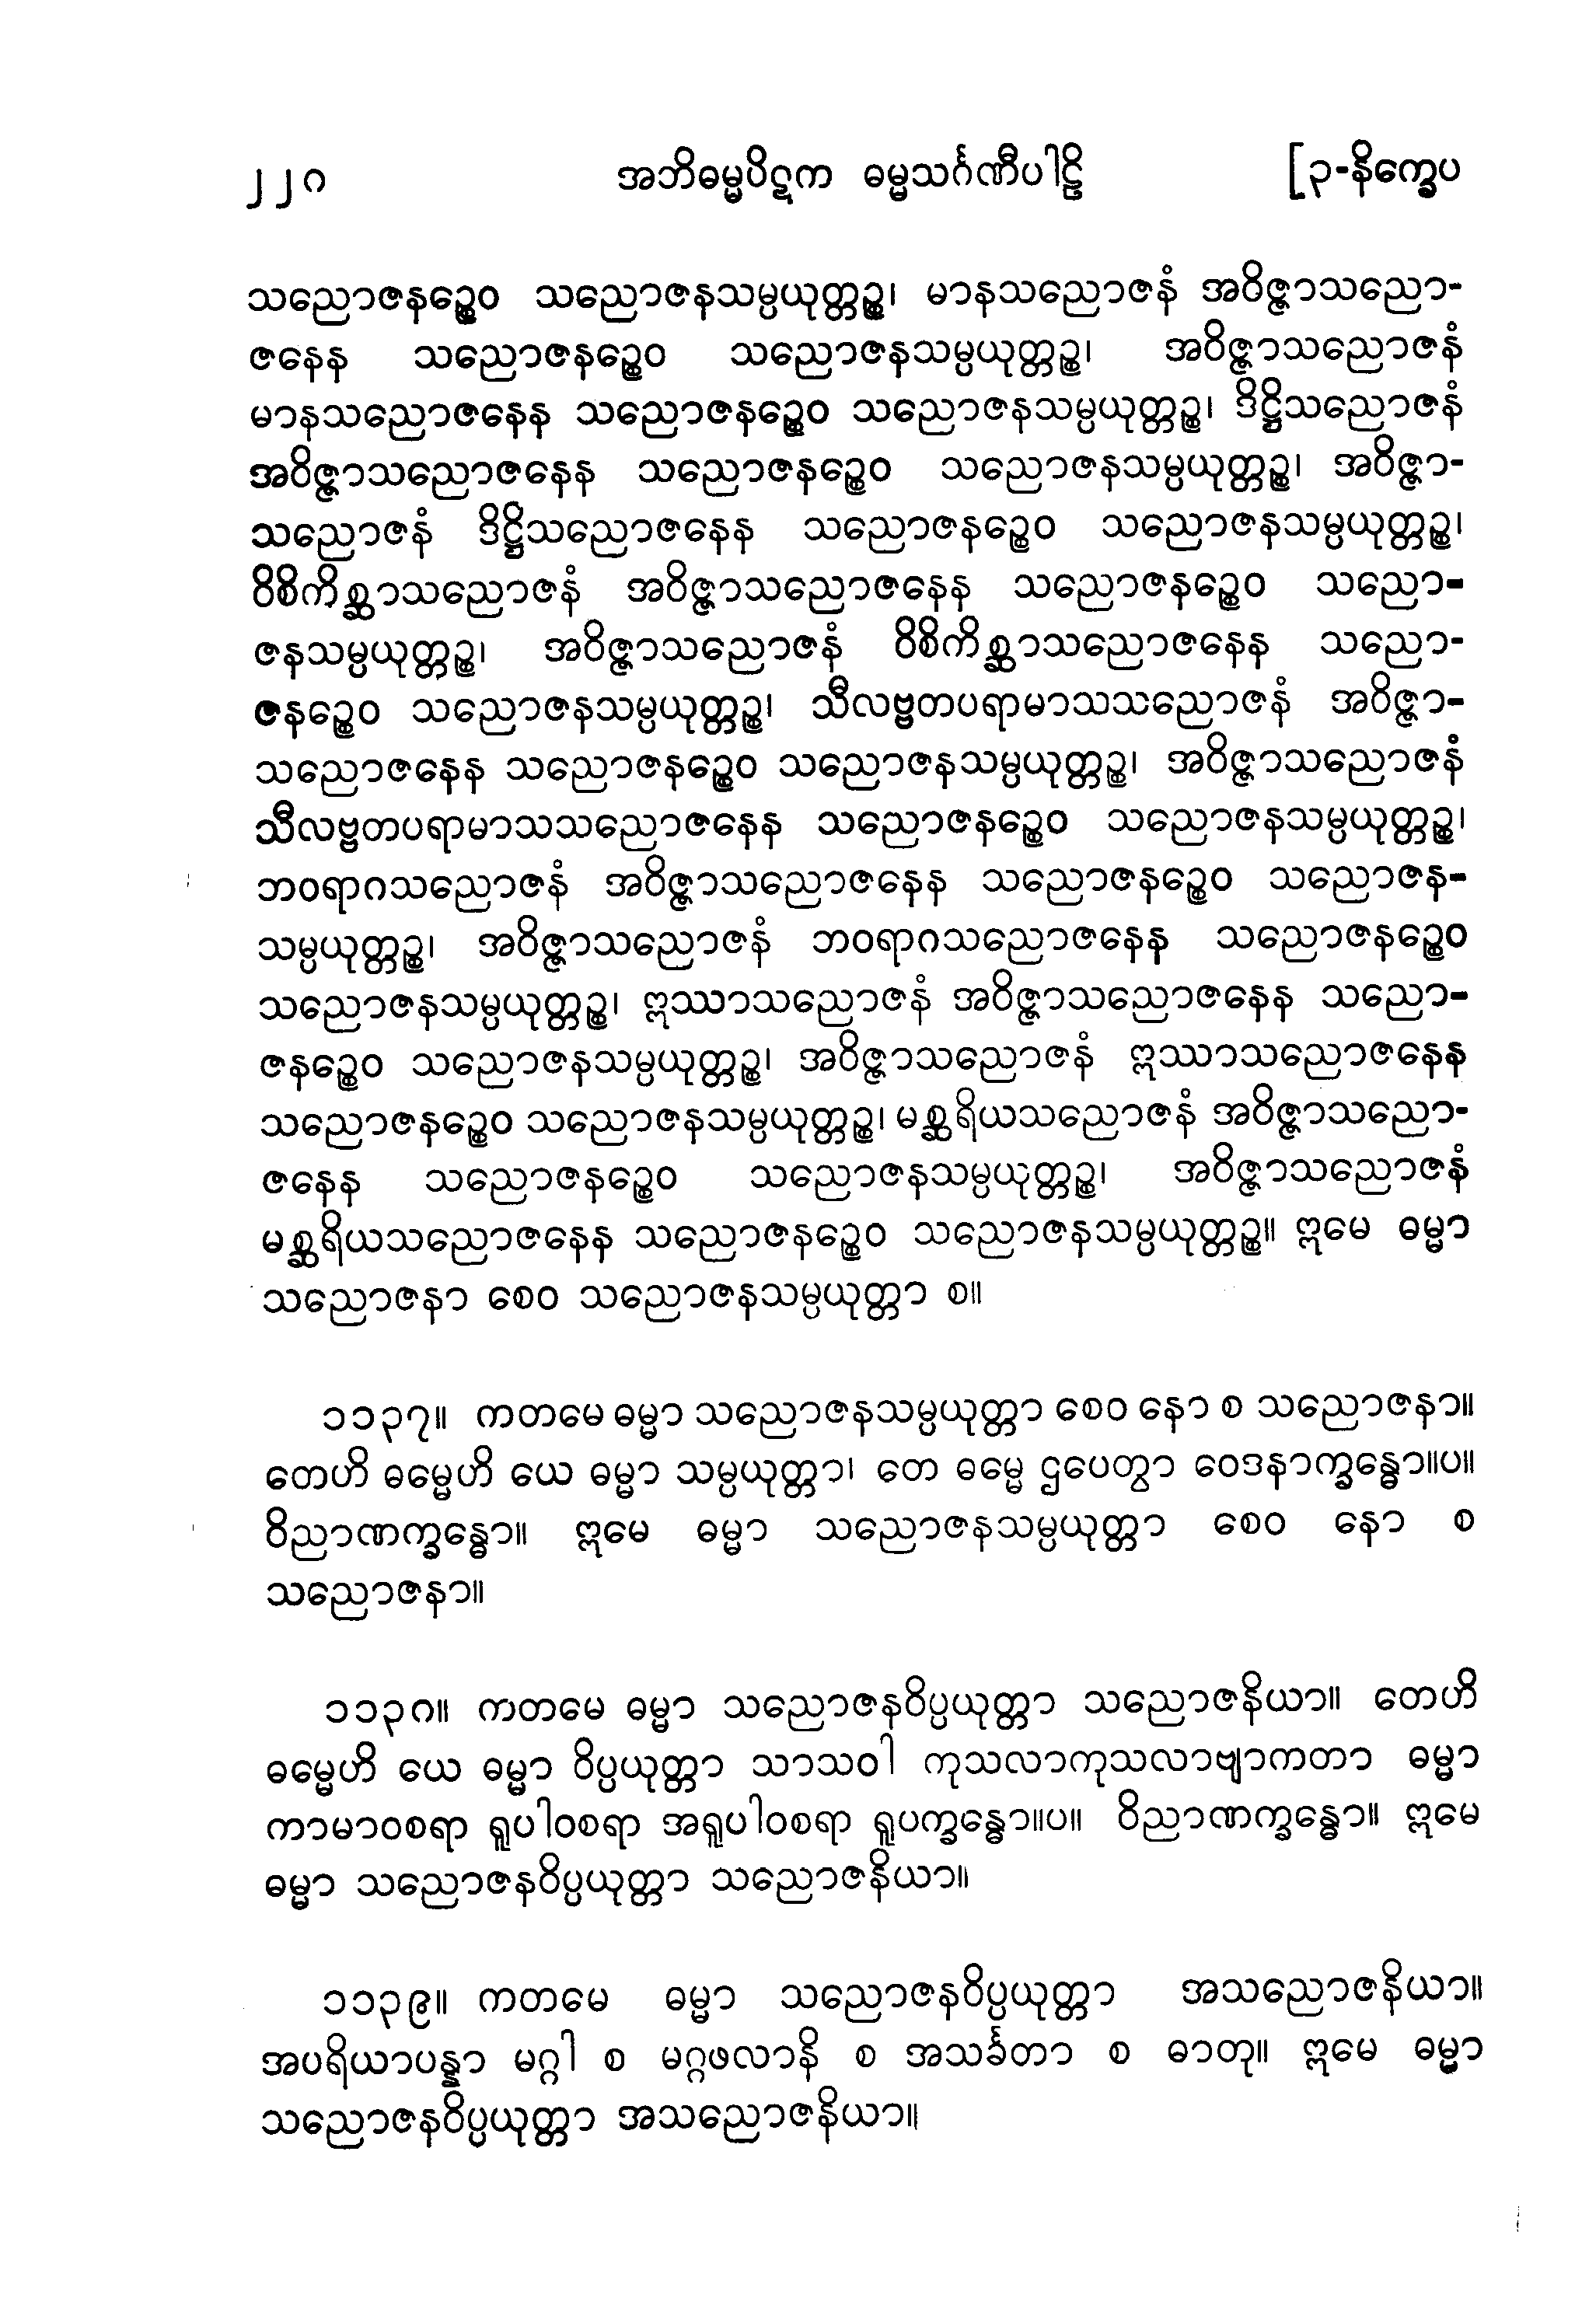 ၂၂၈ အဘိဓမ္မပိဋက ဓမ္မသင်္ဂဏီပါဠိ [၃-နိက္ခေပ
သညောဇနဉ္စေဝ သညောဇနသမ္ပယုတ္တဉ္စ၊ မာနသညောဇနံ အဝိဇ္ဇာသညော-
ဇနေန သညောဇနဉ္စေဝ သညောဇနသမ္ပယုတ္တဉ္စ၊ အဝိဇ္ဇာသညောဇနံ
မာနသညောဇနေန သညောဇနဉ္စေဝ သညောဇနသမ္ပယုတ္တဉ္စ၊ ဒိဋ္ဌိသညောဇနံ
အဝိဇ္ဇာသညောဇနေန သညောဇနဉ္စေဝ သညောဇနသမ္ပယုတ္တဉ္စ၊ အဝိဇ္ဇာ-
သညောဇနံ ဒိဋ္ဌိသညောဇနေန သညောဇနဉ္စေဝ သညောဇနသမ္ပယုတ္တဉ္စ၊
ဝိစိကိစ္ဆာသညောဇနံ အဝိဇ္ဇာသညောဇနေန သညောဇနဉ္စေဝ သညော-
ဇနသမ္ပယုတ္တဉ္စ၊ အဝိဇ္ဇာသညောဇနံ ဝိစိကိစ္ဆာသညောဇနေန သညော-
ဇနဉ္စေဝ သညောဇနသမ္ပယုတ္တဉ္စ၊ သီလဗ္ဗတပရာမာသသညောဇနံ အဝိဇ္ဇာ-
သညောဇနေန သညောဇနဉ္စေဝ သညောဇနသမ္ပယုတ္တဉ္စ၊ အဝိဇ္ဇာသညောဇနံ
သီလဗ္ဗတပရာမာသသညောဇနေန သညောဇနဉ္စေဝ သညောဇနသမ္ပယုတ္တဉ္စ၊
ဘဝရာဂသညောဇနံ အဝိဇ္ဇာသညောဇနေန သညောဇနဉ္စေဝ သညောဇန-
သမ္ပယုတ္တဉ္စ၊ အဝိဇ္ဇာသညောဇနံ ဘဝရာဂသညောဇနေန သညောဇနဉ္စေဝ
သညောဇနသမ္ပယုတ္တဉ္စ၊ ဣဿာသညောဇနံ အဝိဇ္ဇာသညောဇနေန သညော-
ဇနဉ္စေဝ သညောဇနသမ္ပယုတ္တဉ္စ၊ အဝိဇ္ဇာသညောဇနံ ဣဿာသညောဇနေန
သညောဇနဉ္စေဝ သညောဇနသမ္ပယုတ္တဉ္စ၊ မစ္ဆရိယသညောဇနံ အဝိဇ္ဇာသညော-
ဇနေန သညောဇနဉ္စေဝ သညောဇနသမ္ပယုတ္တဉ္စ၊ အဝိဇ္ဇာသညောဇနံ
မစ္ဆရိယသညောဇနေန သညောဇနဉ္စေဝ သညောဇနသမ္ပယုတ္တဉ္စ။ ဣမေ ဓမ္မာ
သညောဇနာ စေဝ သညောဇနသမ္ပယုတ္တာ စ။
၁၁၃၇။ ကတမေ ဓမ္မာ သညောဇနသမ္ပယုတ္တာ စေဝ နော စ သညောဇနာ။
တေဟိ ဓမ္မေဟိ ယေ ဓမ္မာ သမ္ပယုတ္တာ၊ တေ ဓမ္မေ ဌပေတွာ ဝေဒနာက္ခန္ဓော။ပ။
ဝိညာဏက္ခန္ဓော။ ဣမေ ဓမ္မာ သညောဇနသမ္ပယုတ္တာ စေဝ နော စ
သညောဇနာ။
၁၁၃၈။ ကတမေ ဓမ္မာ သညောဇနဝိပ္ပယုတ္တာ သညောဇနိယာ။ တေဟိ
ဓမ္မေဟိ ယေ ဓမ္မာ ဝိပ္ပယုတ္တာ သာသဝါ ကုသလာကုသလာဗျာကတာ ဓမ္မာ
ကာမာဝစရာ ရူပါဝစရာ အရူပါဝစရာ ရူပက္ခန္ဓော။ပ။ ဝိညာဏက္ခန္ဓော။ ဣမေ
ဓမ္မာ သညောဇနဝိပ္ပယုတ္တာ သညောဇနိယာ။
၁၁၃၉။ ကတမေ ဓမ္မာ သညောဇနဝိပ္ပယုတ္တာ အသညောဇနိယာ။
အပရိယာပန္နာ မဂ္ဂါ စ မဂ္ဂဖလာနိ စ အသင်္ခတာ စ ဓာတု။ ဣမေ ဓမ္မာ
သညောဇနဝိပ္ပယုတ္တာ အသညောဇနိယာ။